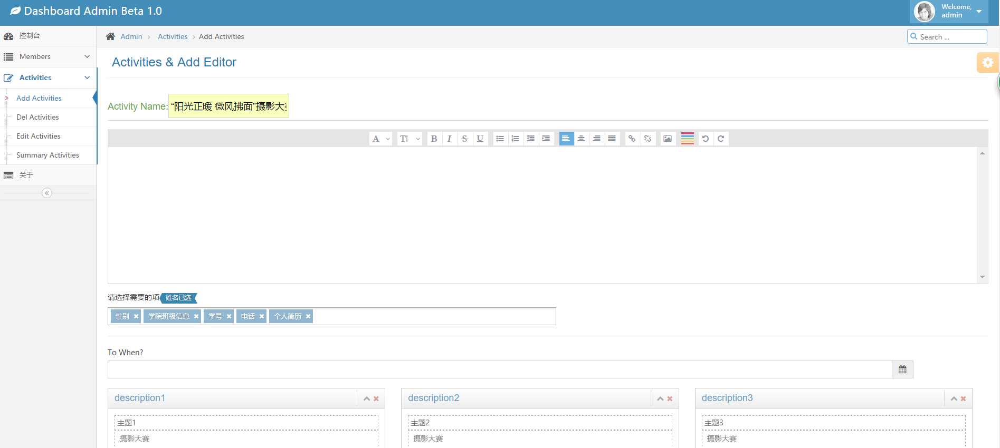 Dashboard Admin Beta 1.0
Welcome,
admin
控制台
Members
Activities
Add Activities
Del Activities
Edit Activities
Summary Activities
关于
Admin
Activities
Add Activities
Search ...
Activities & Add Editor
Activity Name:
“阳光正暖 微风拂面”摄影大
请选择需要的项 姓名已选
性别 学院班级信息 学号 电话 个人简历
To When?
description1
主题1
摄影大赛
description2
主题2
摄影大赛
description3
主题3
摄影大赛